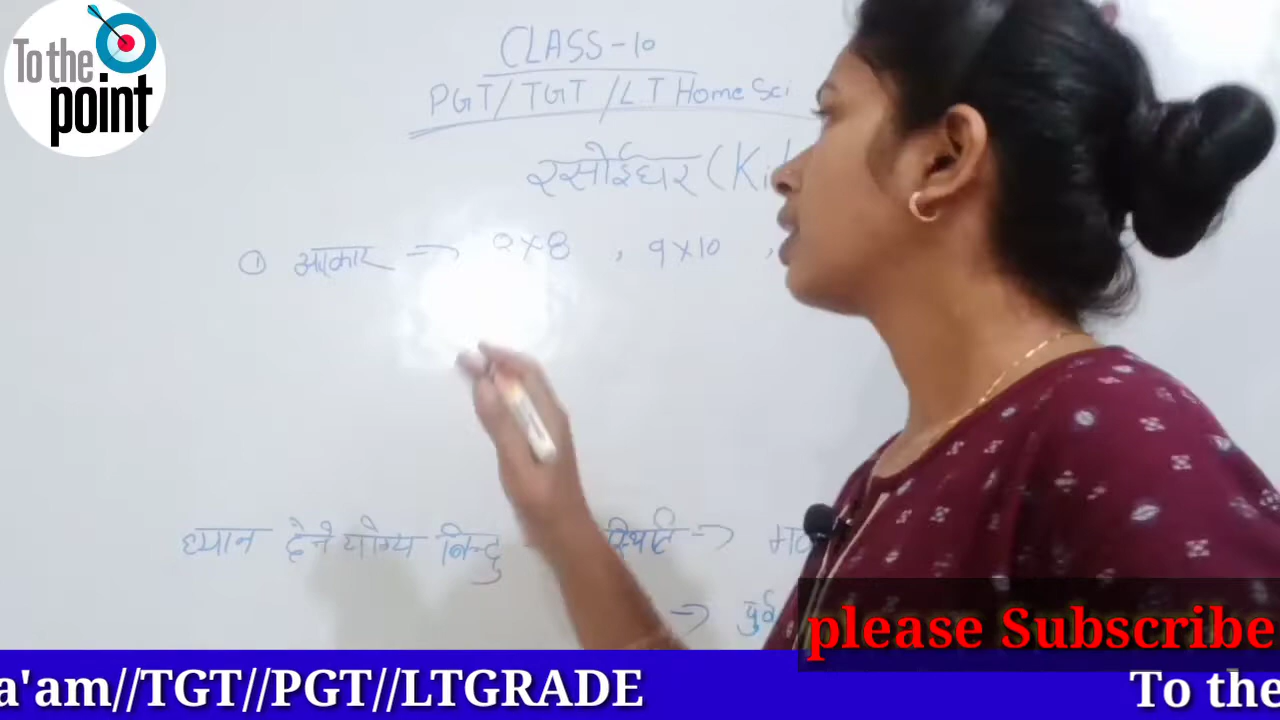 To the
point
CLASS-10
PGT/TGT/LT Home Sci
रसोईघर (Ki
① आकार → ×8 , 9×10 ,
ध्यान देने योग्य बिन्दु स्थिति →
→ पूर्व
please Subscribe
a'am//TGT//PGT//LTGRADE
To the